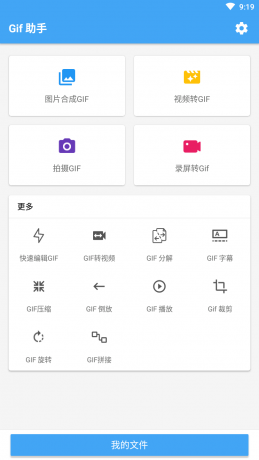 9:19
Gif 助手
图片合成GIF
视频转GIF
拍摄GIF
录屏转Gif
更多
快速编辑GIF
GIF转视频
GIF 分解
GIF 字幕
GIF压缩
GIF 倒放
GIF 播放
Gif 裁剪
GIF 旋转
GIF拼接
我的文件